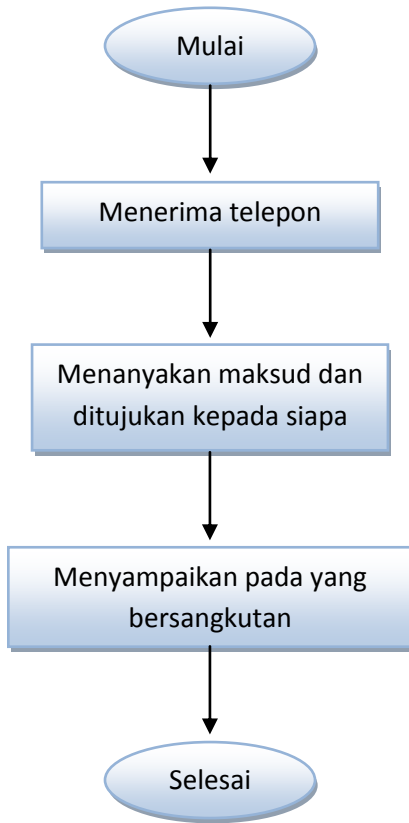 Mulai
Menerima telepon
Menanyakan maksud dan
ditujukan kepada siapa
Menyampaikan pada yang
bersangkutan
Selesai